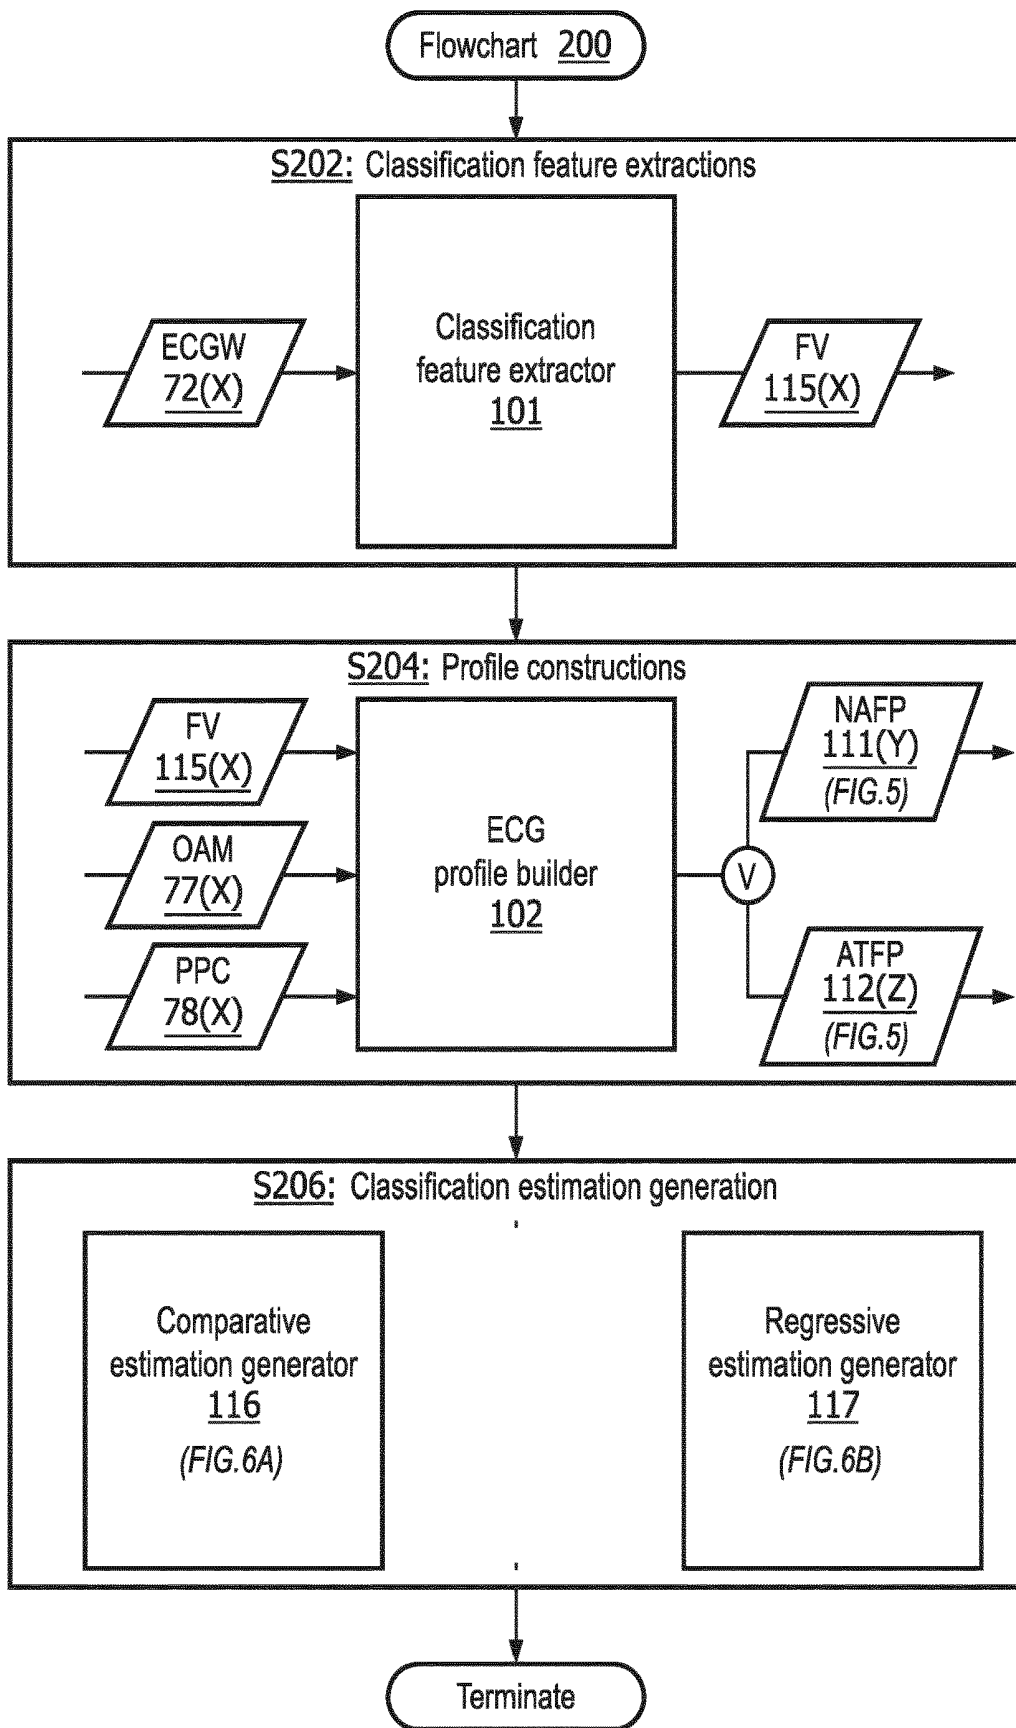 Flowchart 200
S202: Classification feature extractions
ECGW
72(X)
Classification
feature extractor
101
FV
115(X)
S204: Profile constructions
FV
115(X)
OAM
77(X)
PPC
78(X)
ECG
profile builder
102
V
NAFP
111(Y)
(FIG.5)
ATFP
112(Z)
(FIG.5)
S206: Classification estimation generation
Comparative
estimation generator
116
(FIG.6A)
Regressive
estimation generator
117
(FIG.6B)
Terminate